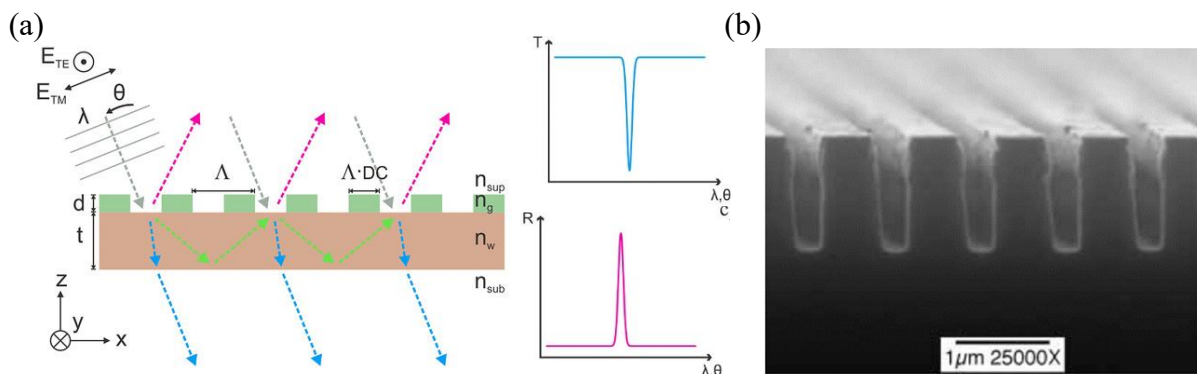 (a)
E_TE
E_TM
λ
θ
Λ
Λ·DC
n_sup
d
n_g
t
n_w
n_sub
z
y
x
T
λ,θ
c
R
λ,θ
(b)
1μm 25000X